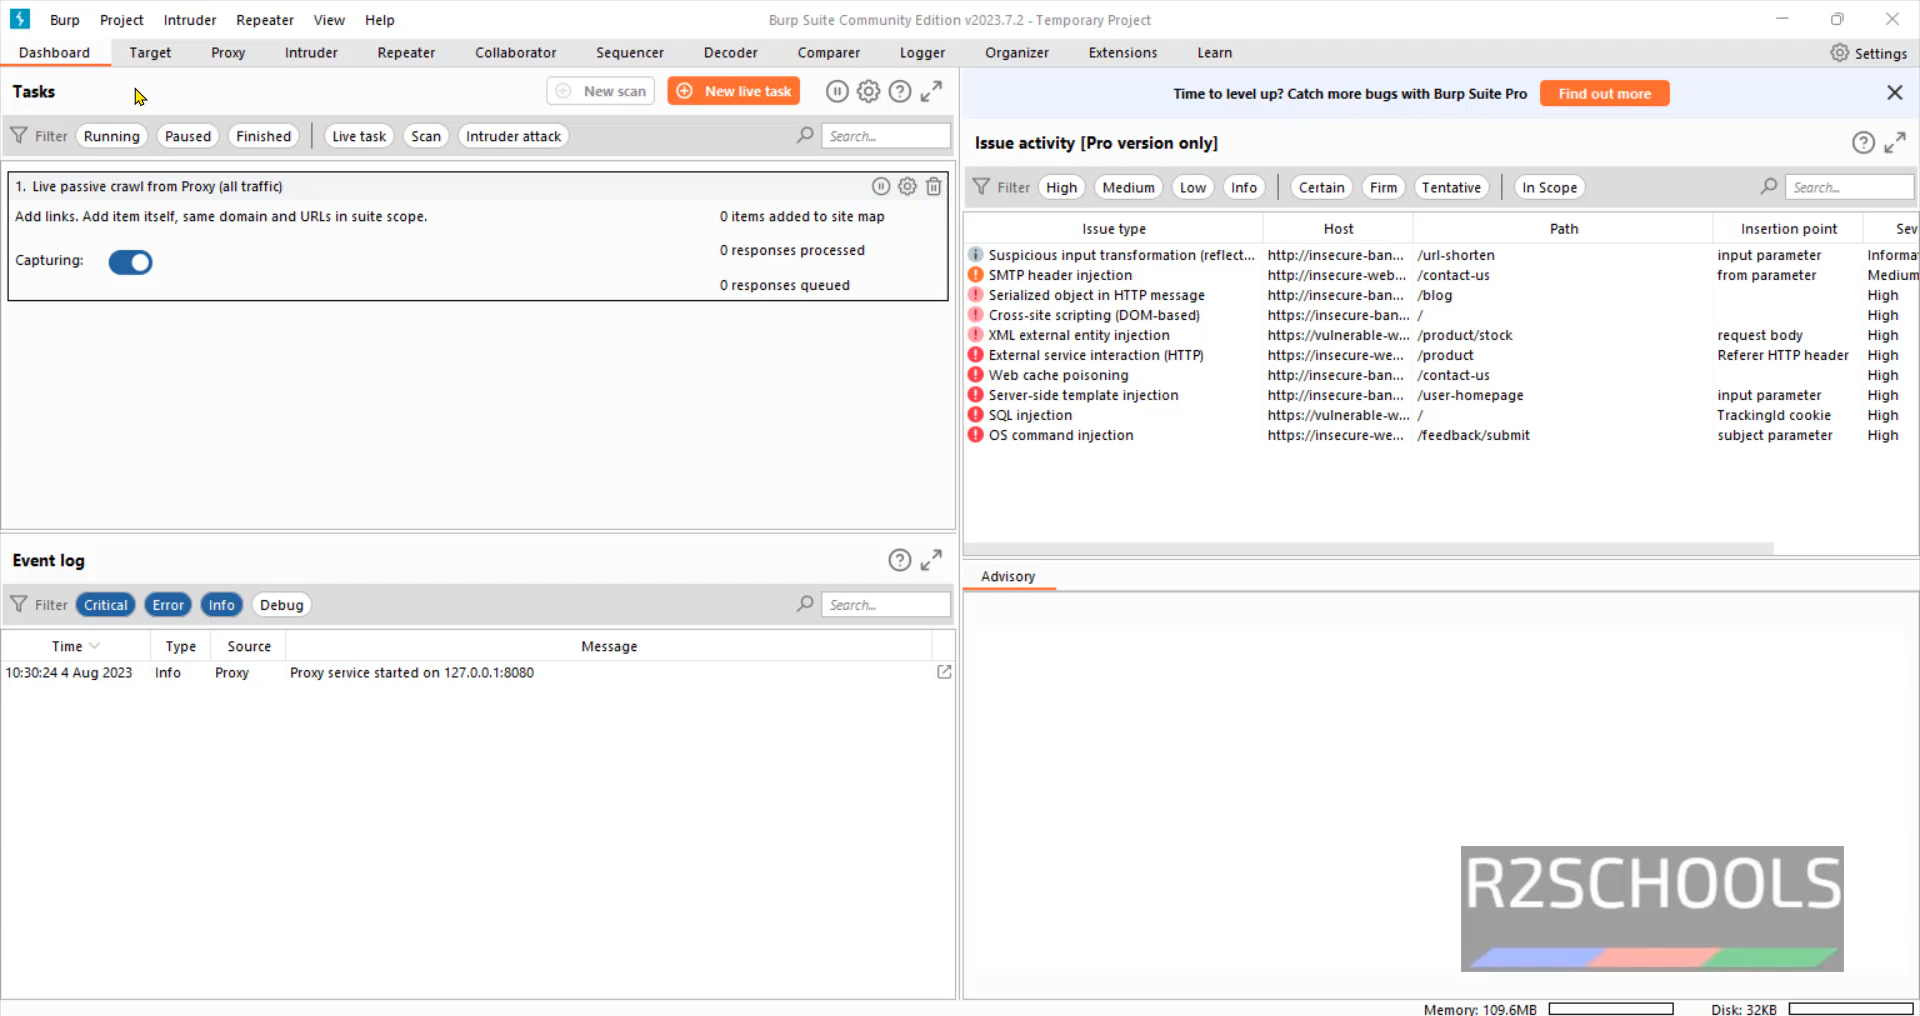 Burp Project Intruder Repeater View Help
Burp Suite Community Edition v2023.7.2 - Temporary Project
Dashboard Target Proxy Intruder Repeater Collaborator Sequencer Decoder Comparer Logger Organizer Extensions Learn Settings
Tasks New scan New live task
Filter Running Paused Finished Live task Scan Intruder attack Search...
1. Live passive crawl from Proxy (all traffic)
Add links. Add item itself, same domain and URLs in suite scope. 0 items added to site map
0 responses processed
Capturing:
0 responses queued
Event log
Filter Critical Error Info Debug Search...
Time Type Source Message
10:30:24 4 Aug 2023 Info Proxy Proxy service started on 127.0.0.1:8080
Time to level up? Catch more bugs with Burp Suite Pro Find out more
Issue activity [Pro version only]
Filter High Medium Low Info Certain Firm Tentative In Scope Search...
Issue type Host Path Insertion point Sev
Suspicious input transformation (reflect... http://insecure-ban... /url-shorten input parameter Informa
SMTP header injection http://insecure-web... /contact-us from parameter Medium
Serialized object in HTTP message http://insecure-ban... /blog High
Cross-site scripting (DOM-based) https://insecure-ban... / High
XML external entity injection https://vulnerable-w... /product/stock request body High
External service interaction (HTTP) https://insecure-we... /product Referer HTTP header High
Web cache poisoning http://insecure-ban... /contact-us High
Server-side template injection http://insecure-ban... /user-homepage input parameter High
SQL injection https://vulnerable-w... / TrackingId cookie High
OS command injection https://insecure-we... /feedback/submit subject parameter High
Advisory
R2SCHOOLS
Memory: 109.6MB Disk: 32KB